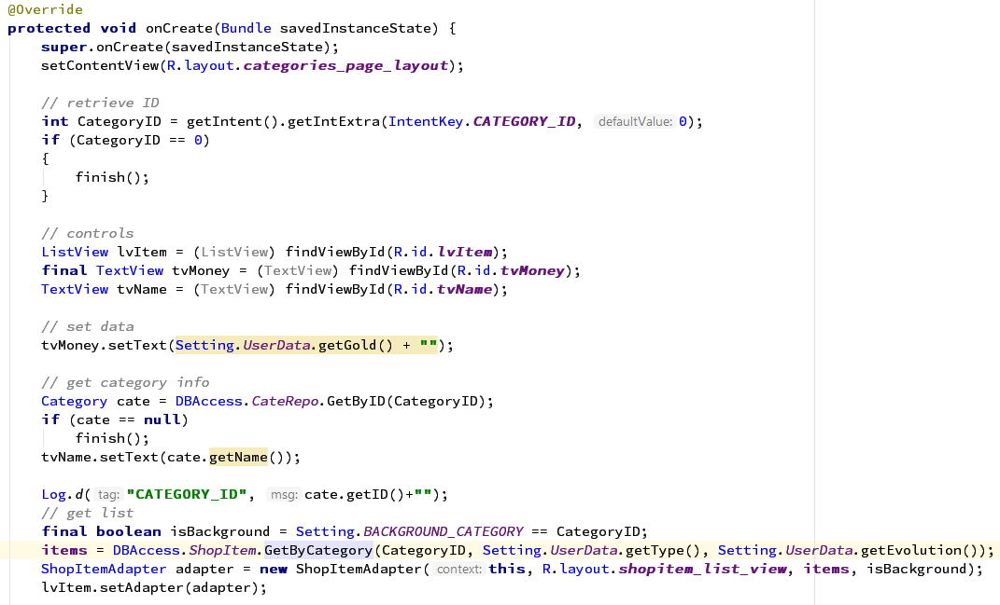 @Override
protected void onCreate(Bundle savedInstanceState) {
    super.onCreate(savedInstanceState);
    setContentView(R.layout.categories_page_layout);

    // retrieve ID
    int CategoryID = getIntent().getIntExtra(IntentKey.CATEGORY_ID, defaultValue: 0);
    if (CategoryID == 0)
    {
        finish();
    }

    // controls
    ListView lvItem = (ListView) findViewById(R.id.lvItem);
    final TextView tvMoney = (TextView) findViewById(R.id.tvMoney);
    TextView tvName = (TextView) findViewById(R.id.tvName);

    // set data
    tvMoney.setText(Setting.UserData.getGold() + "");

    // get category info
    Category cate = DBAccess.CateRepo.GetByID(CategoryID);
    if (cate == null)
        finish();
    tvName.setText(cate.getName());

    Log.d( tag: "CATEGORY_ID", msg: cate.getID()+"");
    // get list
    final boolean isBackground = Setting.BACKGROUND_CATEGORY == CategoryID;
    items = DBAccess.ShopItem.GetByCategory(CategoryID, Setting.UserData.getType(), Setting.UserData.getEvolution());
    ShopItemAdapter adapter = new ShopItemAdapter( context: this, R.layout.shopitem_list_view, items, isBackground);
    lvItem.setAdapter(adapter);